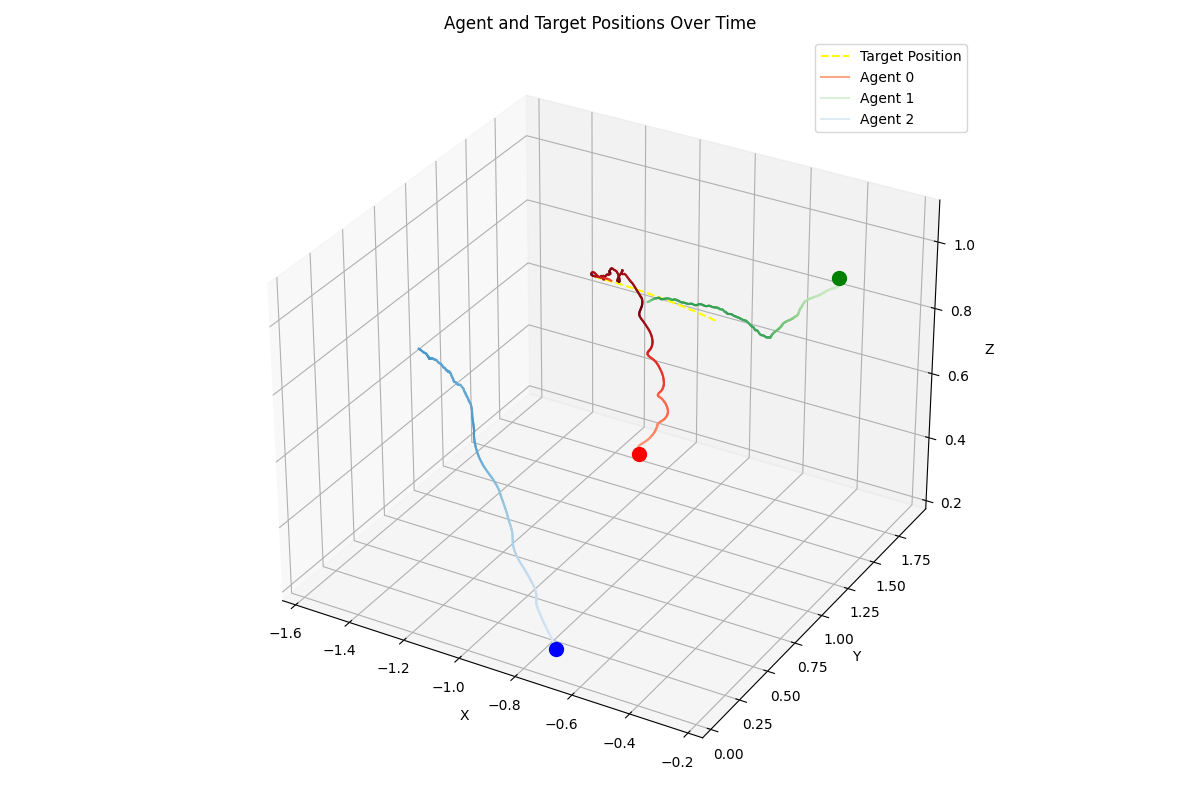 Agent and Target Positions Over Time
Target Position
Agent 0
Agent 1
Agent 2
1.0
0.8
Z
0.6
0.4
0.2
1.75
1.50
1.25
1.00
Y
0.75
0.50
0.25
0.00
−1.6
−1.4
−1.2
−1.0
−0.8
X
−0.6
−0.4
−0.2